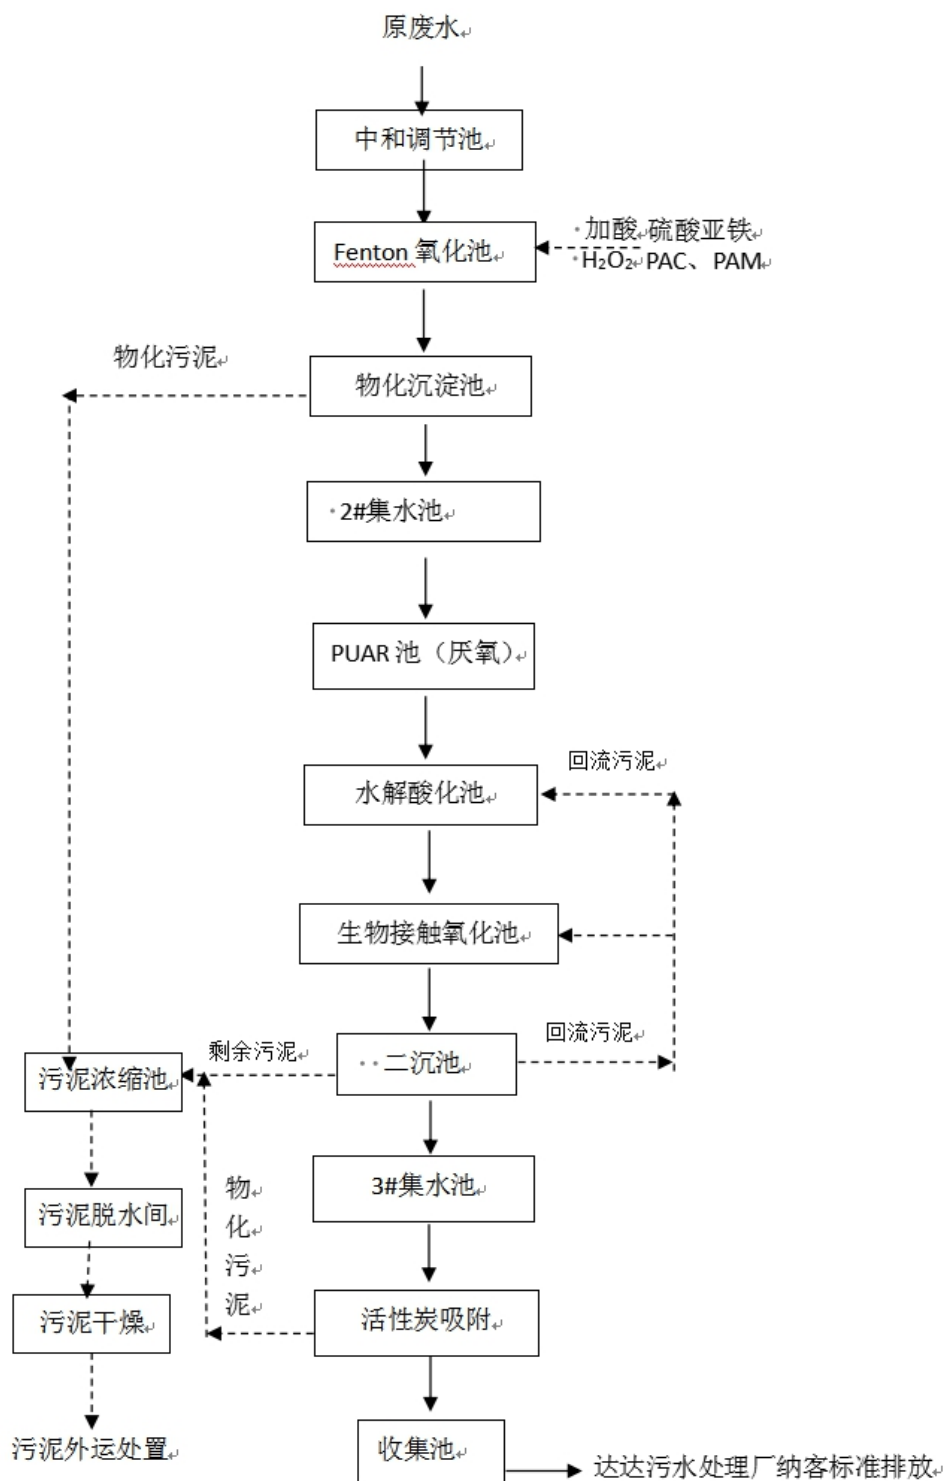 原废水
中和调节池
加酸 硫酸亚铁
Fenton 氧化池
H₂O₂ PAC、PAM
物化污泥
物化沉淀池
2#集水池
PUAR 池（厌氧）
回流污泥
水解酸化池
生物接触氧化池
回流污泥
剩余污泥
二沉池
污泥浓缩池
3#集水池
物
化
污
泥
污泥脱水间
活性炭吸附
污泥干燥
收集池
污泥外运处置
达达污水处理厂纳客标准排放